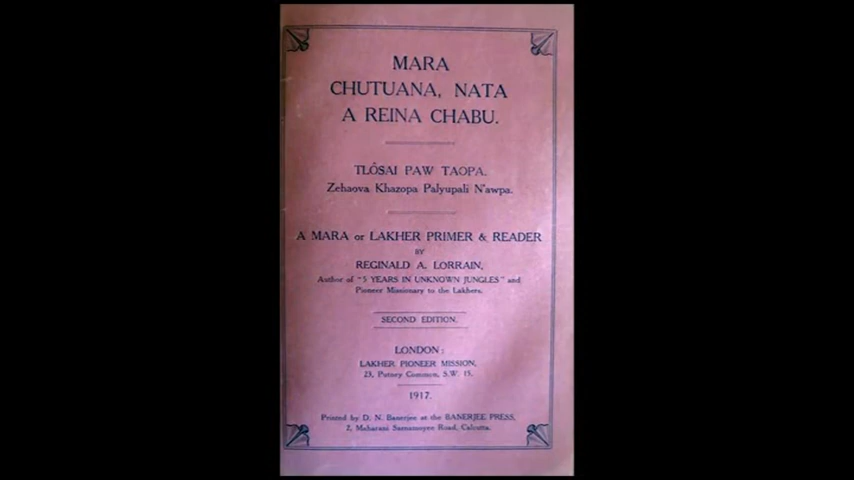 MARA
CHUTUANA, NATA
A REINA CHABU.
TLÔSAI PAW TAOPA.
Zehaova Khazopa Palyupali N'awpa.
A MARA or LAKHER PRIMER & READER
BY
REGINALD A. LORRAIN,
Author of "5 YEARS IN UNKNOWN JUNGLES" and
Pioneer Missionary to the Lakhers.
SECOND EDITION.
LONDON:
LAKHER PIONEER MISSION,
23, Putney Common, S.W. 15.
1917.
Printed by D. N. Banerjee at the BANERJEE PRESS,
2, Maharani Sarnamoyee Road, Calcutta.